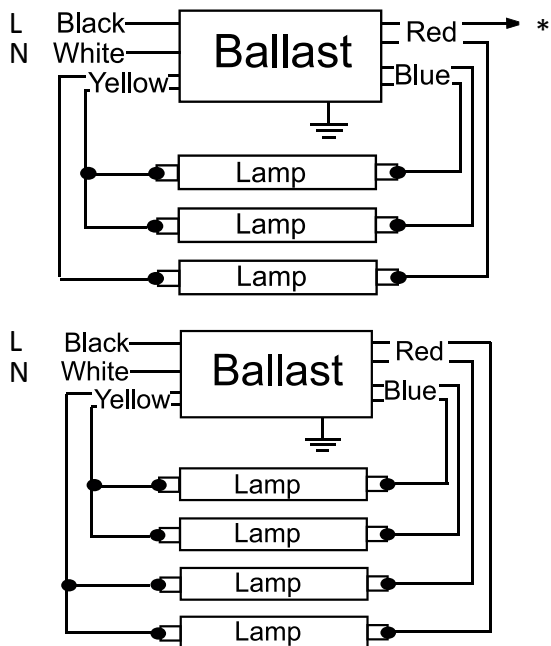 L Black Ballast Red *
N White
Yellow Blue
Lamp
Lamp
Lamp
L Black Ballast Red
N White
Yellow Blue
Lamp
Lamp
Lamp
Lamp